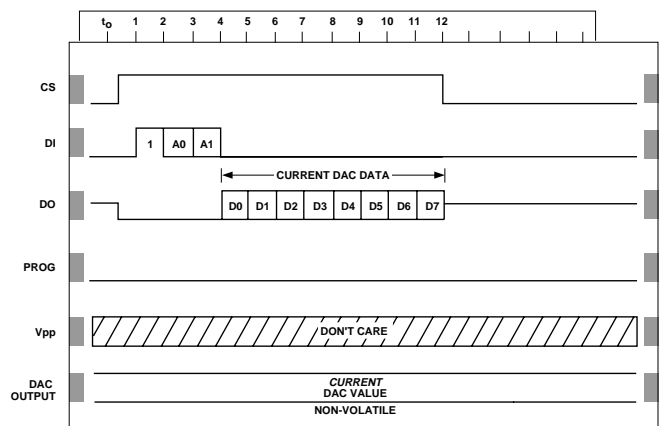 to 1 2 3 4 5 6 7 8 9 10 11 12
CS
DI 1 A0 A1
CURRENT DAC DATA
DO D0 D1 D2 D3 D4 D5 D6 D7
PROG
Vpp DON'T CARE
DAC OUTPUT
CURRENT
DAC VALUE
NON-VOLATILE